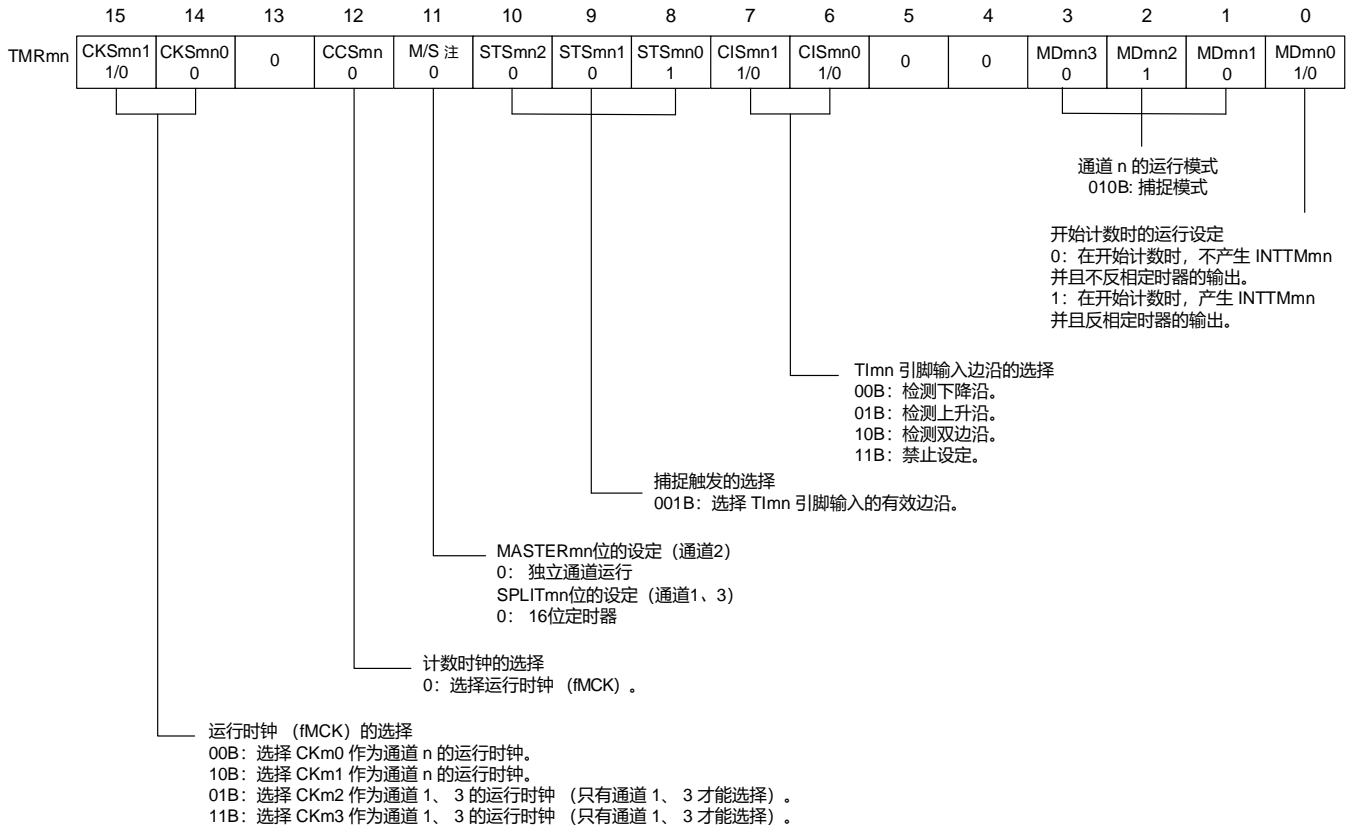 15 14 13 12 11 10 9 8 7 6 5 4 3 2 1 0
TMRmn CKSmn1 CKSmn0 0 CCSmn M/S 注 STSmn2 STSmn1 STSmn0 CISmn1 CISmn0 0 0 MDmn3 MDmn2 MDmn1 MDmn0
1/0 0 0 0 0 0 1 1/0 1/0 0 1 0 1/0
通道 n 的运行模式
010B: 捕捉模式
开始计数时的运行设定
0：在开始计数时，不产生 INTTMmn
并且不反相定时器的输出。
1：在开始计数时，产生 INTTMmn
并且反相定时器的输出。
TImn 引脚输入边沿的选择
00B：检测下降沿。
01B：检测上升沿。
10B：检测双边沿。
11B：禁止设定。
捕捉触发的选择
001B：选择 TImn 引脚输入的有效边沿。
MASTERmn位的设定（通道2）
0： 独立通道运行
SPLITmn位的设定（通道1、3）
0： 16位定时器
计数时钟的选择
0：选择运行时钟 （fMCK）。
运行时钟 （fMCK）的选择
00B：选择 CKm0 作为通道 n 的运行时钟。
10B：选择 CKm1 作为通道 n 的运行时钟。
01B：选择 CKm2 作为通道 1、 3 的运行时钟 （只有通道 1、 3 才能选择）。
11B：选择 CKm3 作为通道 1、 3 的运行时钟 （只有通道 1、 3 才能选择）。